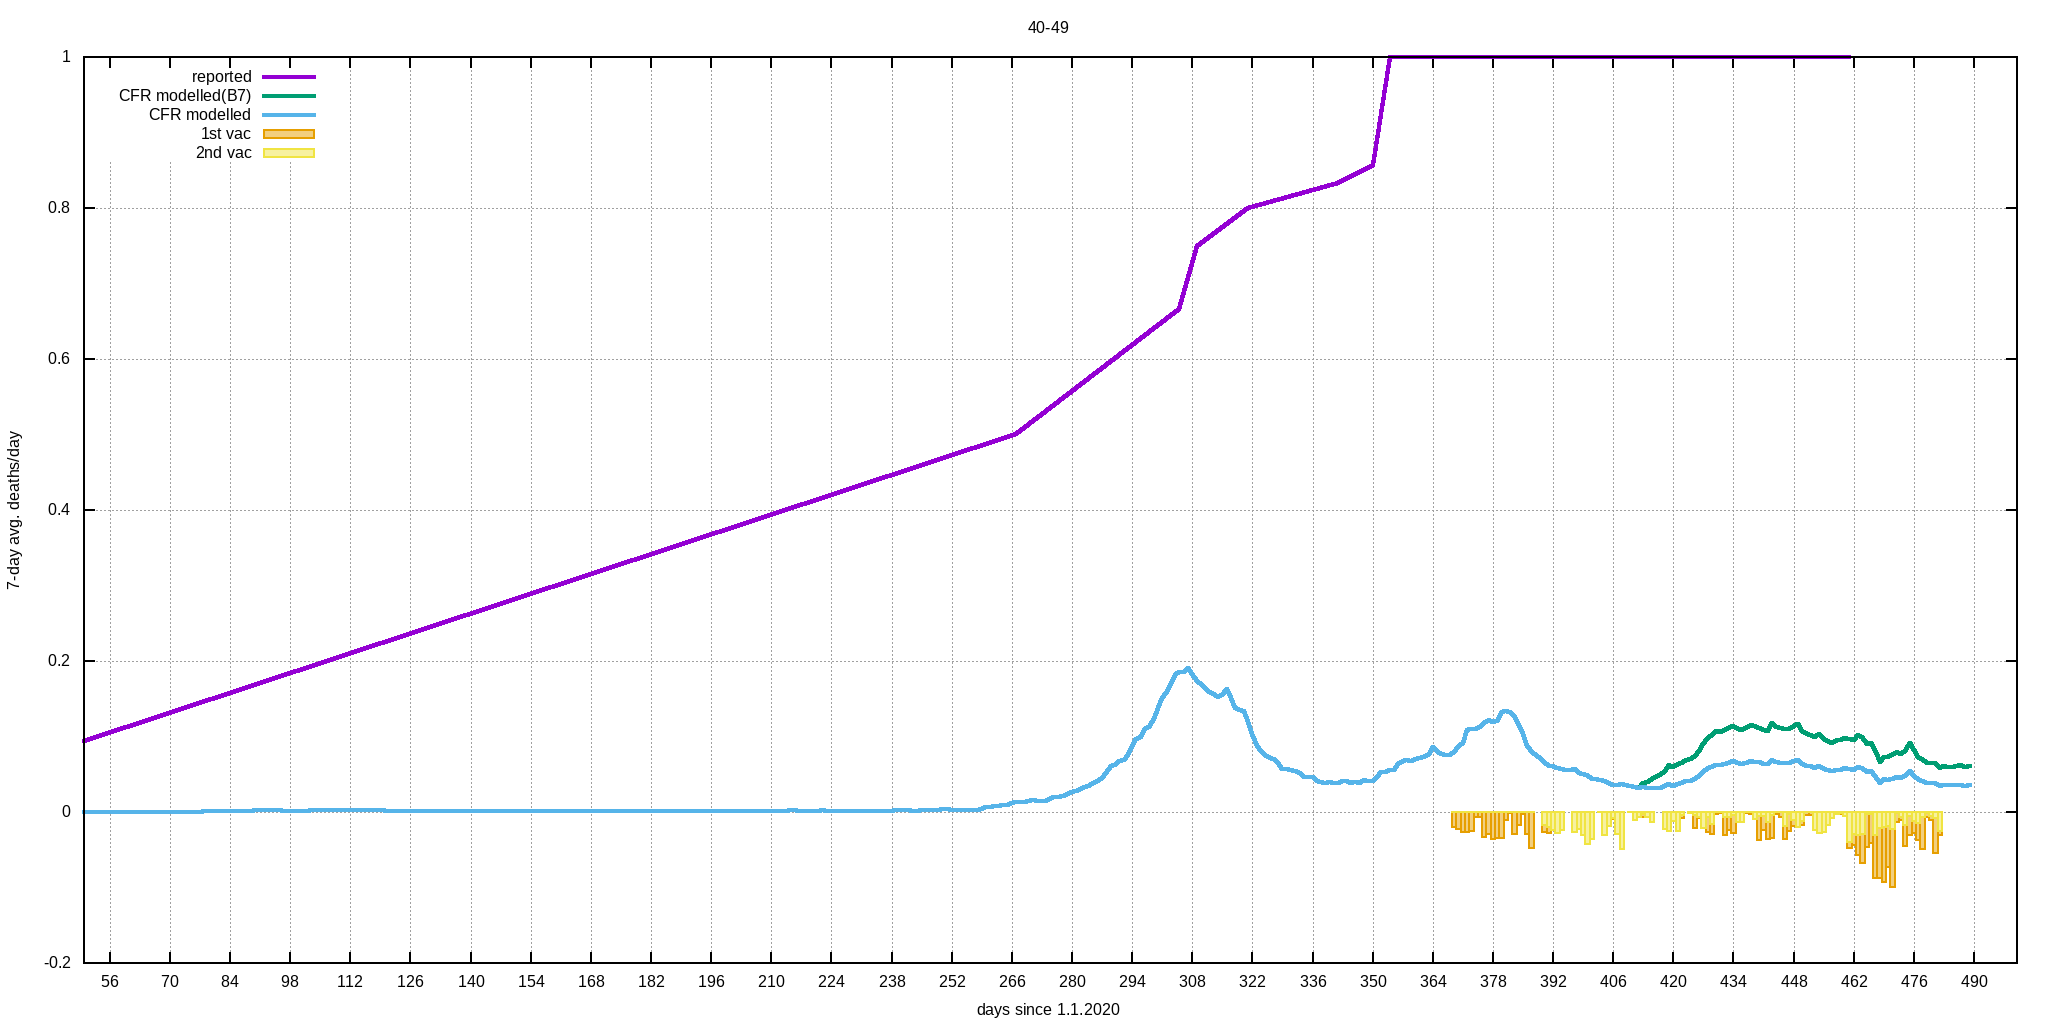 40-49
reported
CFR modelled(B7)
CFR modelled
1st vac
2nd vac
1
0.8
0.6
0.4
0.2
0
-0.2
7-day avg. deaths/day
56 70 84 98 112 126 140 154 168 182 196 210 224 238 252 266 280 294 308 322 336 350 364 378 392 406 420 434 448 462 476 490
days since 1.1.2020